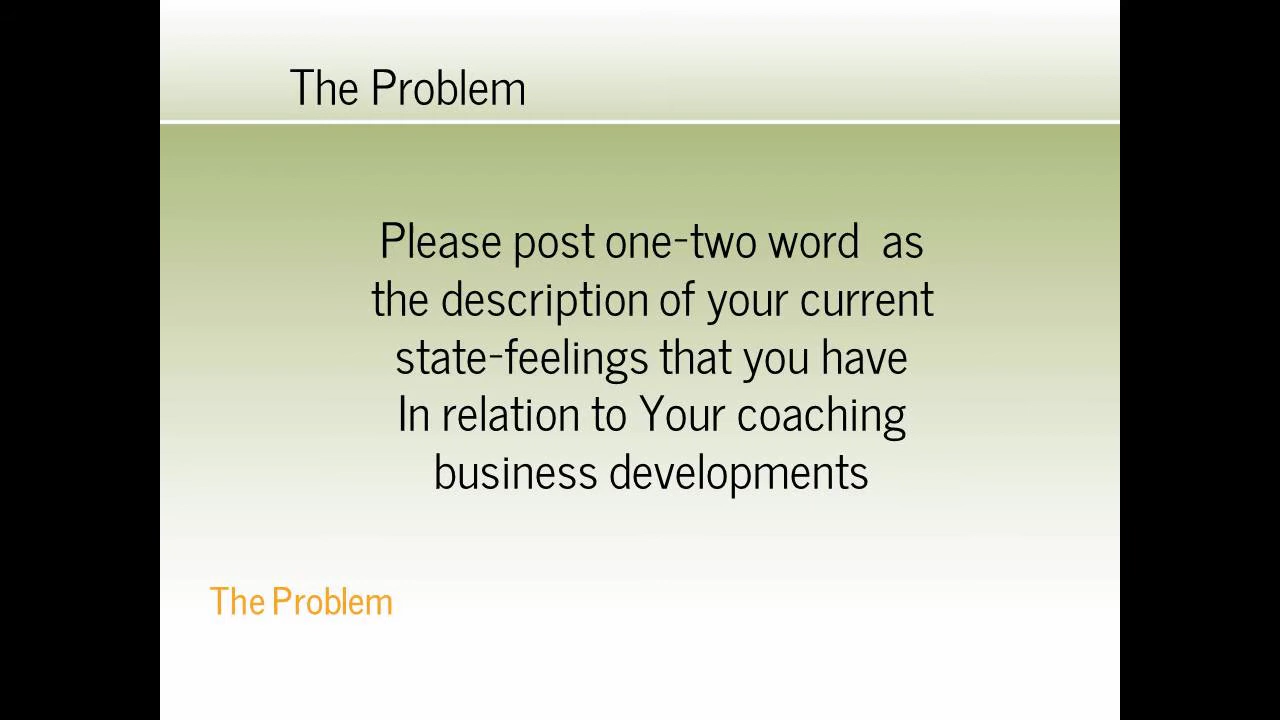 The Problem
Please post one-two word  as
the description of your current
state-feelings that you have
In relation to Your coaching
business developments
The Problem